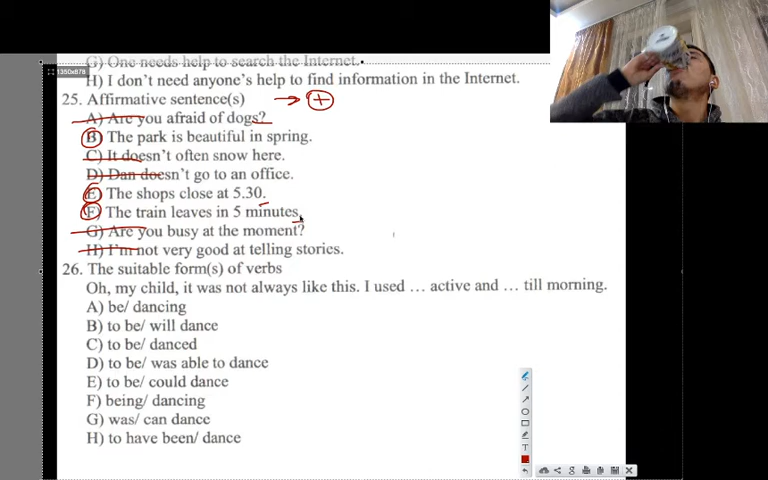 G) One needs help to search the Internet.
1350x678
H) I don't need anyone's help to find information in the Internet.
25. Affirmative sentence(s)
A) Are you afraid of dogs?
B) The park is beautiful in spring.
C) It doesn't often snow here.
D) Dan doesn't go to an office.
E) The shops close at 5.30.
F) The train leaves in 5 minutes.
G) Are you busy at the moment?
H) I'm not very good at telling stories.
26. The suitable form(s) of verbs
Oh, my child, it was not always like this. I used … active and … till morning.
A) be/ dancing
B) to be/ will dance
C) to be/ danced
D) to be/ was able to dance
E) to be/ could dance
F) being/ dancing
G) was/ can dance
H) to have been/ dance